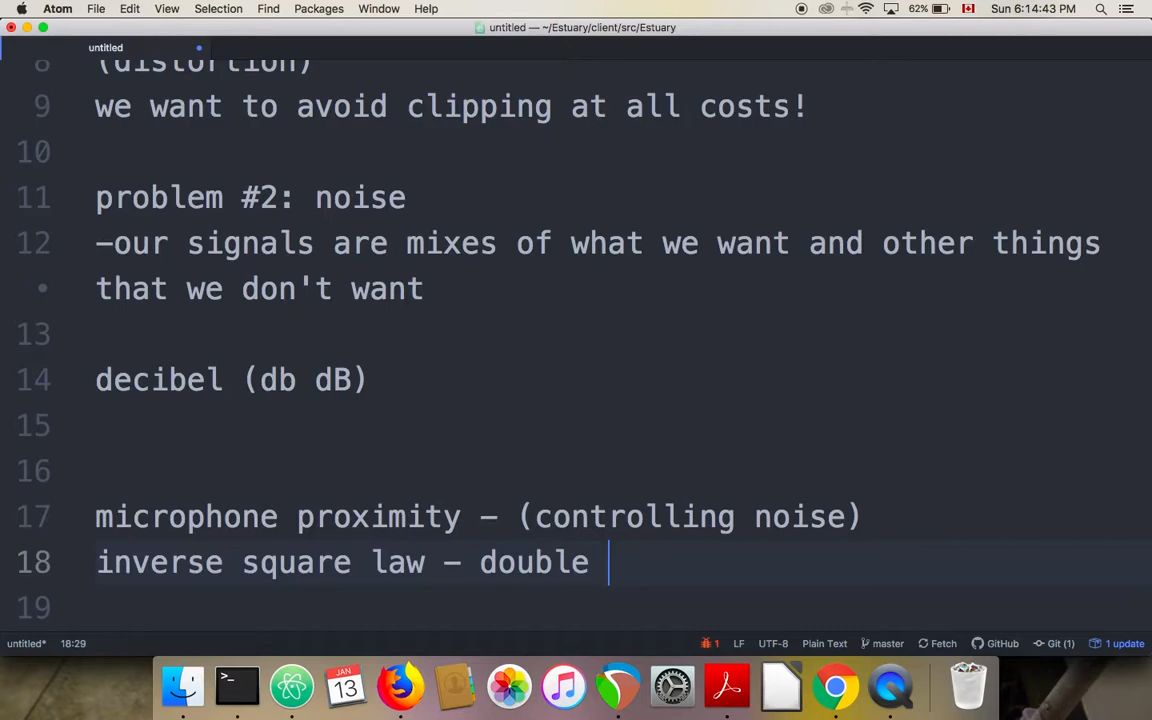 Atom File Edit View Selection Find Packages Window Help 62% Sun 6:14:43 PM
untitled — ~/Estuary/client/src/Estuary
untitled
8 (distortion)
9 we want to avoid clipping at all costs!
10
11 problem #2: noise
12 -our signals are mixes of what we want and other things
• that we don't want
13
14 decibel (db dB)
15
16
17 microphone proximity - (controlling noise)
18 inverse square law - double
19
untitled* 18:29 1 LF UTF-8 Plain Text master Fetch GitHub Git (1) 1 update
>_ JAN 13